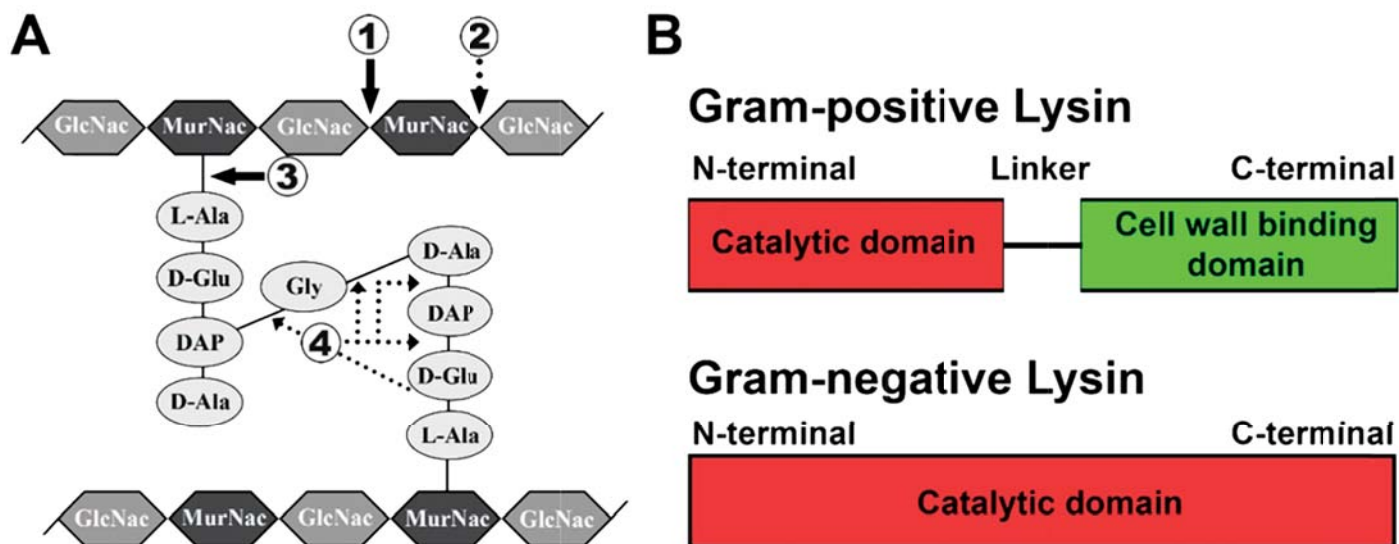 A
1
2
GlcNac MurNac GlcNac MurNac GlcNac
3
L-Ala
D-Glu
DAP
D-Ala
Gly
4
D-Ala
DAP
D-Glu
L-Ala
GlcNac MurNac GlcNac MurNac GlcNac
B
Gram-positive Lysin
N-terminal Linker C-terminal
Catalytic domain
Cell wall binding
domain
Gram-negative Lysin
N-terminal C-terminal
Catalytic domain